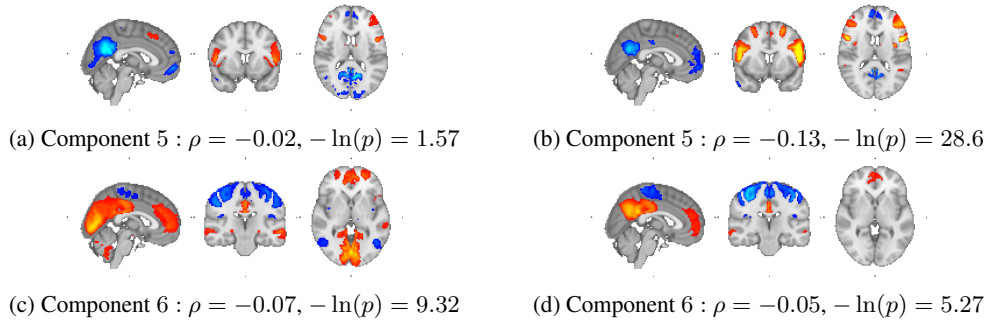 (a) Component 5 : ρ = −0.02, − ln(p) = 1.57
(b) Component 5 : ρ = −0.13, − ln(p) = 28.6
(c) Component 6 : ρ = −0.07, − ln(p) = 9.32
(d) Component 6 : ρ = −0.05, − ln(p) = 5.27